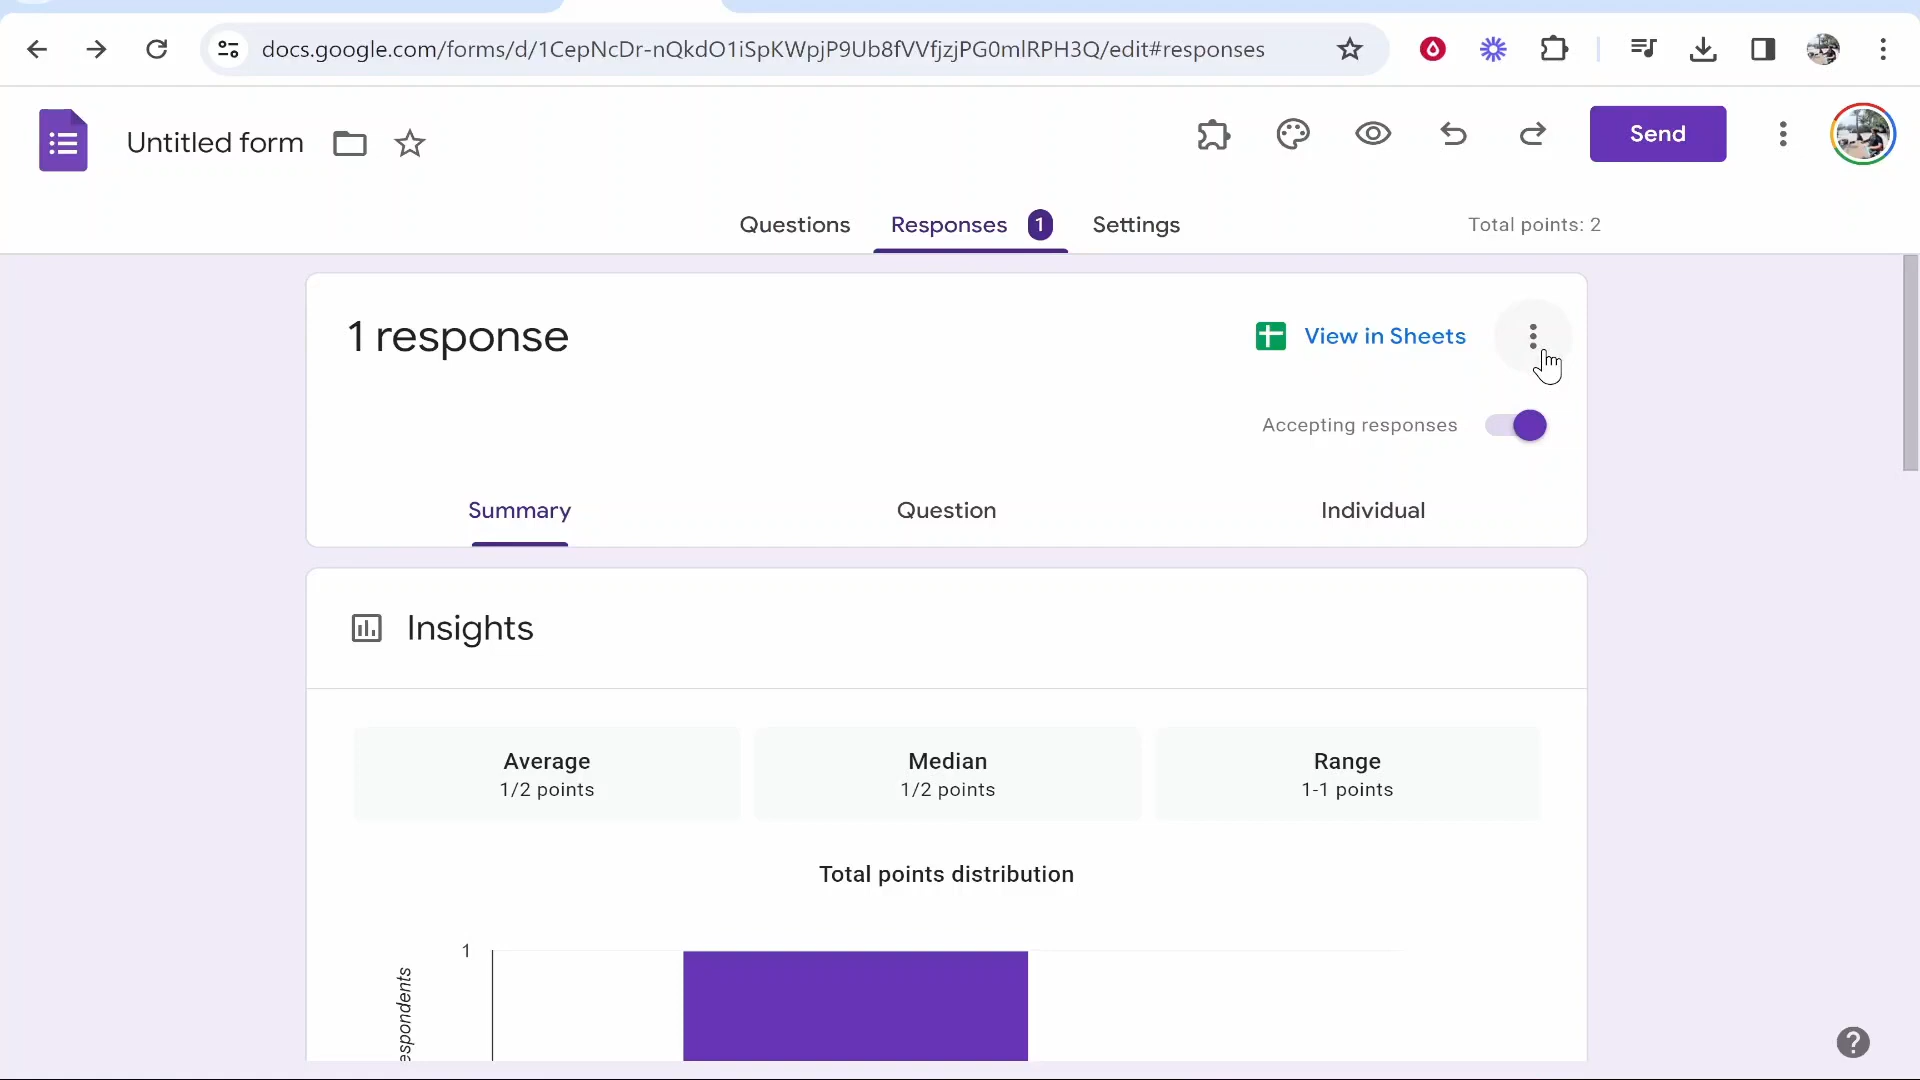 docs.google.com/forms/d/1CepNcDr-nQkdO1iSpKWpjP9Ub8fVVfjzjPG0mlRPH3Q/edit#responses
Untitled form
Send
Questions
Responses 1
Settings
Total points: 2
1 response
View in Sheets
Accepting responses
Summary
Question
Individual
Insights
Average
1/2 points
Median
1/2 points
Range
1-1 points
Total points distribution
1
espondents
?